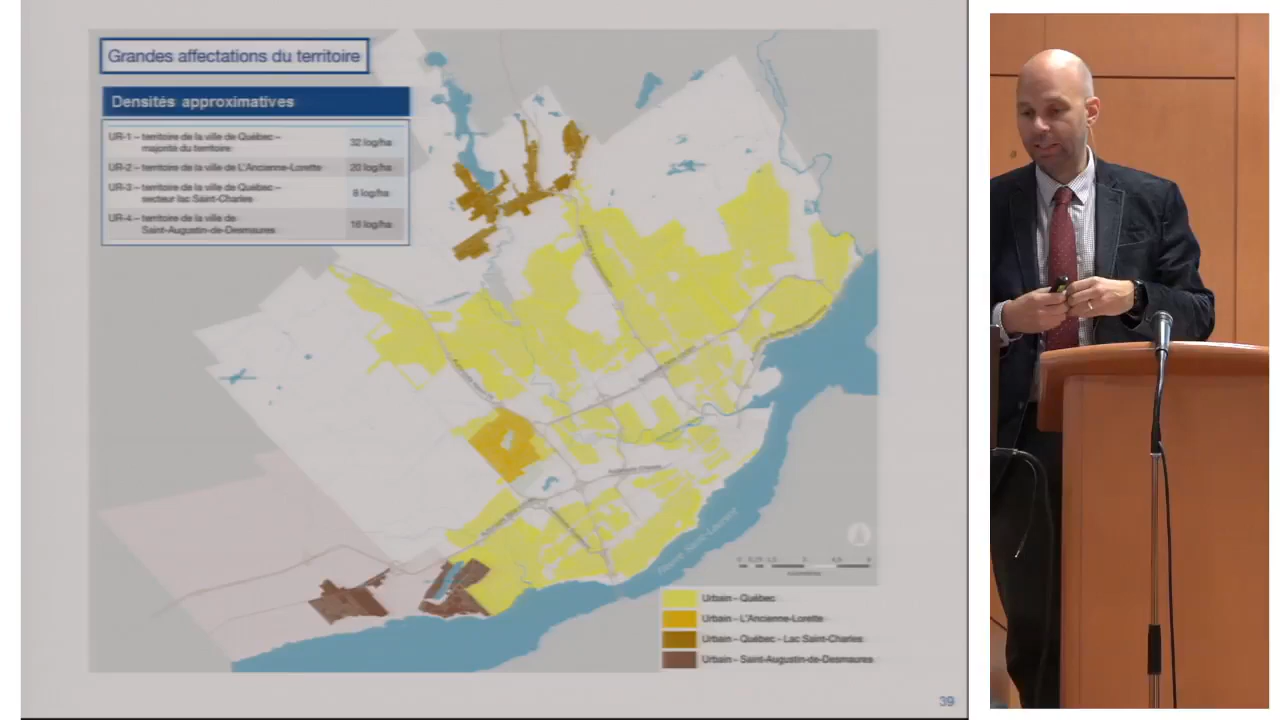 Grandes affectations du territoire
Densités approximatives
UR-1 – territoire de la ville de Québec –
majorité du territoire
32 log/ha
UR-2 – territoire de la ville de L'Ancienne-Lorette
20 log/ha
UR-3 – territoire de la ville de Québec –
secteur lac Saint-Charles
8 log/ha
UR-4 – territoire de la ville de
Saint-Augustin-de-Desmaures
16 log/ha
Fleuve Saint-Laurent
Urbain – Québec
Urbain – L'Ancienne-Lorette
Urbain – Québec - Lac Saint-Charles
Urbain – Saint-Augustin-de-Desmaures
39